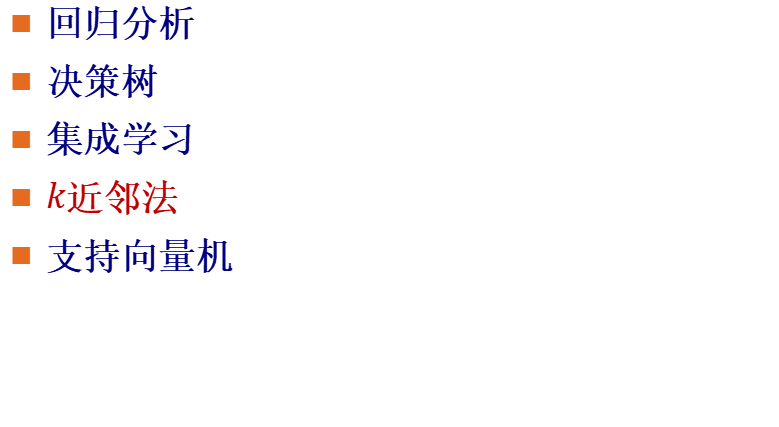 回归分析
决策树
集成学习
k近邻法
支持向量机